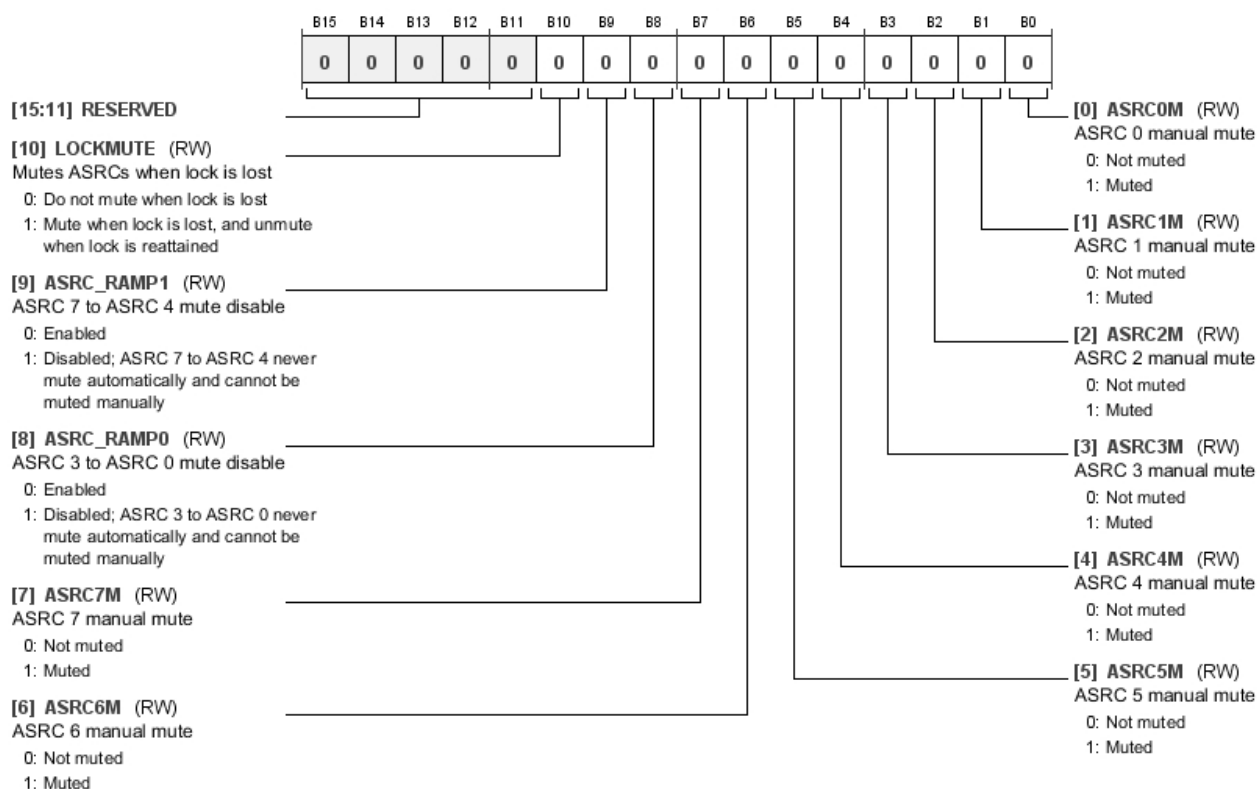 B15 B14 B13 B12 B11 B10 B9 B8 B7 B6 B5 B4 B3 B2 B1 B0
0 0 0 0 0 0 0 0 0 0 0 0 0 0 0 0
[15:11] RESERVED
[10] LOCKMUTE (RW)
Mutes ASRCs when lock is lost
0: Do not mute when lock is lost
1: Mute when lock is lost, and unmute
when lock is reattained
[9] ASRC_RAMP1 (RW)
ASRC 7 to ASRC 4 mute disable
0: Enabled
1: Disabled; ASRC 7 to ASRC 4 never
mute automatically and cannot be
muted manually
[8] ASRC_RAMP0 (RW)
ASRC 3 to ASRC 0 mute disable
0: Enabled
1: Disabled; ASRC 3 to ASRC 0 never
mute automatically and cannot be
muted manually
[7] ASRC7M (RW)
ASRC 7 manual mute
0: Not muted
1: Muted
[6] ASRC6M (RW)
ASRC 6 manual mute
0: Not muted
1: Muted
[0] ASRC0M (RW)
ASRC 0 manual mute
0: Not muted
1: Muted
[1] ASRC1M (RW)
ASRC 1 manual mute
0: Not muted
1: Muted
[2] ASRC2M (RW)
ASRC 2 manual mute
0: Not muted
1: Muted
[3] ASRC3M (RW)
ASRC 3 manual mute
0: Not muted
1: Muted
[4] ASRC4M (RW)
ASRC 4 manual mute
0: Not muted
1: Muted
[5] ASRC5M (RW)
ASRC 5 manual mute
0: Not muted
1: Muted